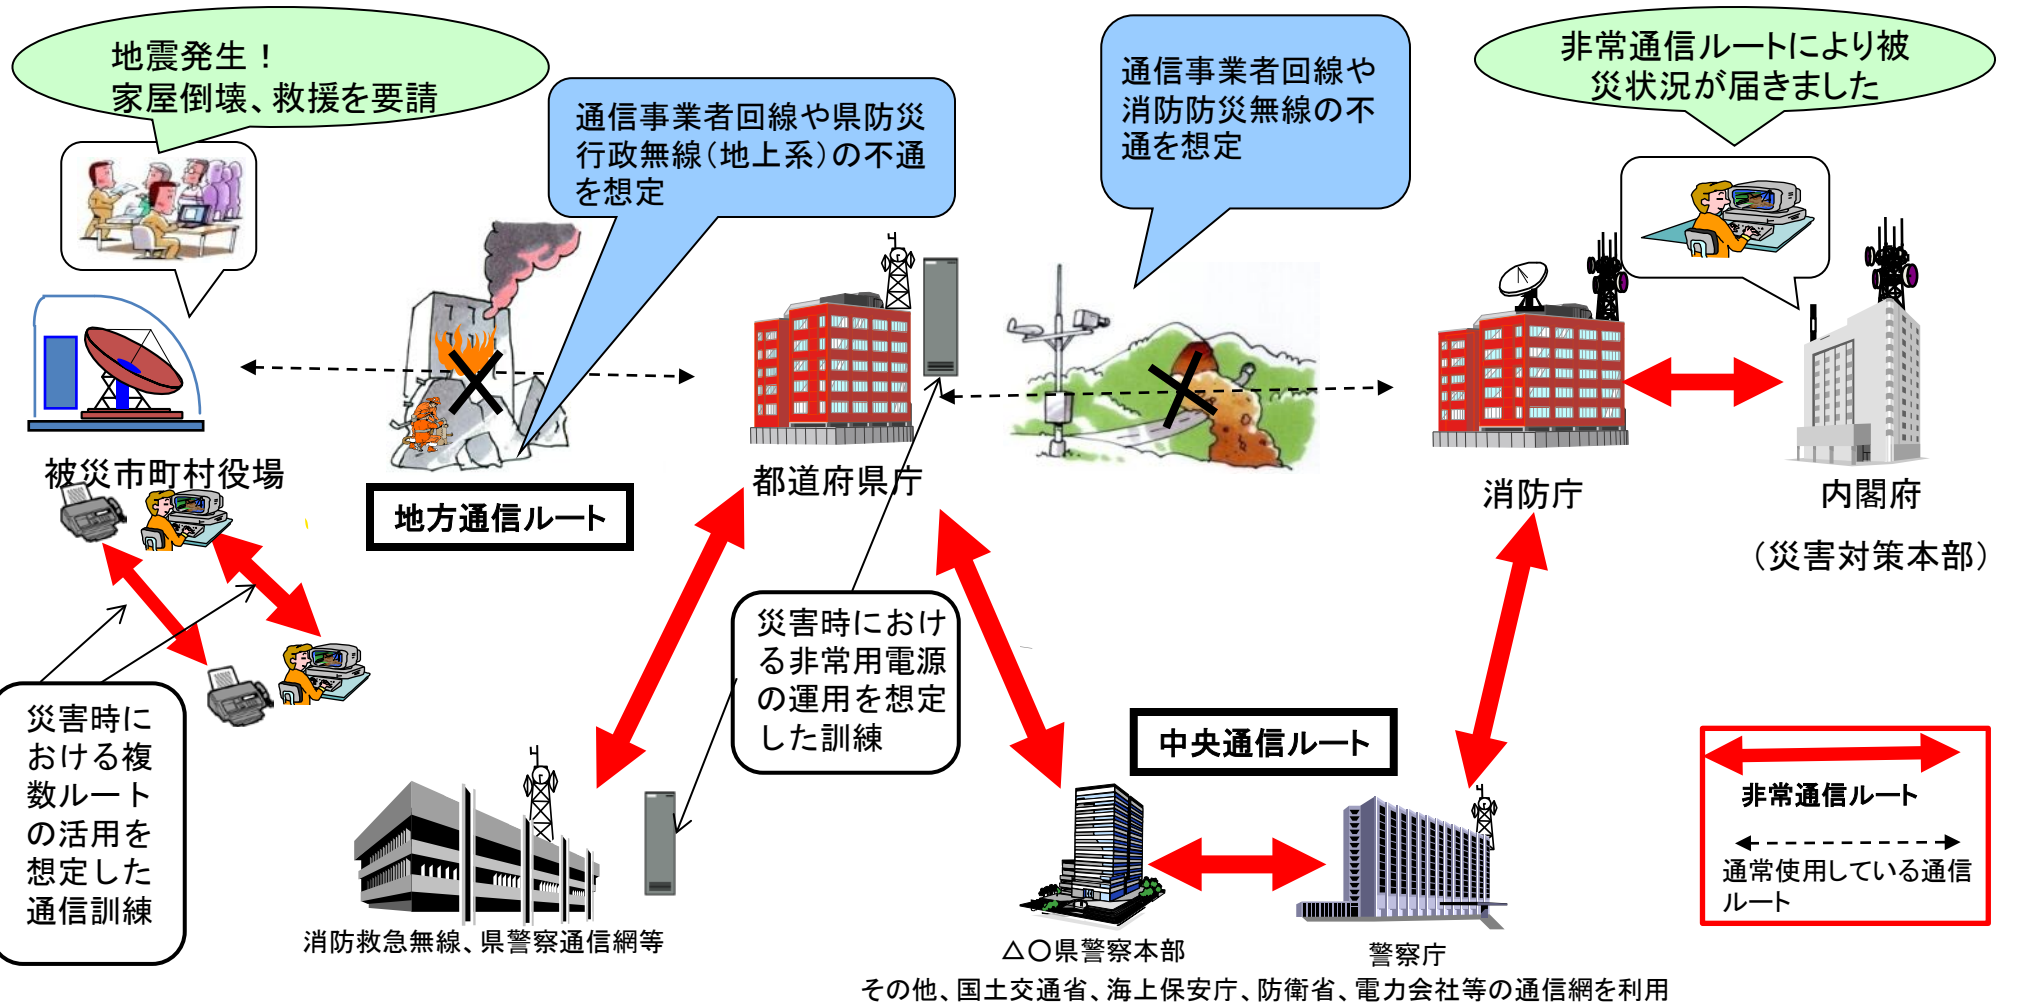 地震発生！
家屋倒壊、救援を要請
通信事業者回線や県防災
行政無線（地上系）の不通
を想定
通信事業者回線や
消防防災無線の不
通を想定
非常通信ルートにより被
災状況が届きました
被災市町村役場
地方通信ルート
都道府県庁
消防庁
内閣府
（災害対策本部）
災害時におけ
る非常用電源
の運用を想定
した訓練
災害時に
おける複
数ルート
の活用を
想定した
通信訓練
中央通信ルート
非常通信ルート
通常使用している通信
ルート
消防救急無線、県警察通信網等
△〇県警察本部
警察庁
その他、国土交通省、海上保安庁、防衛省、電力会社等の通信網を利用